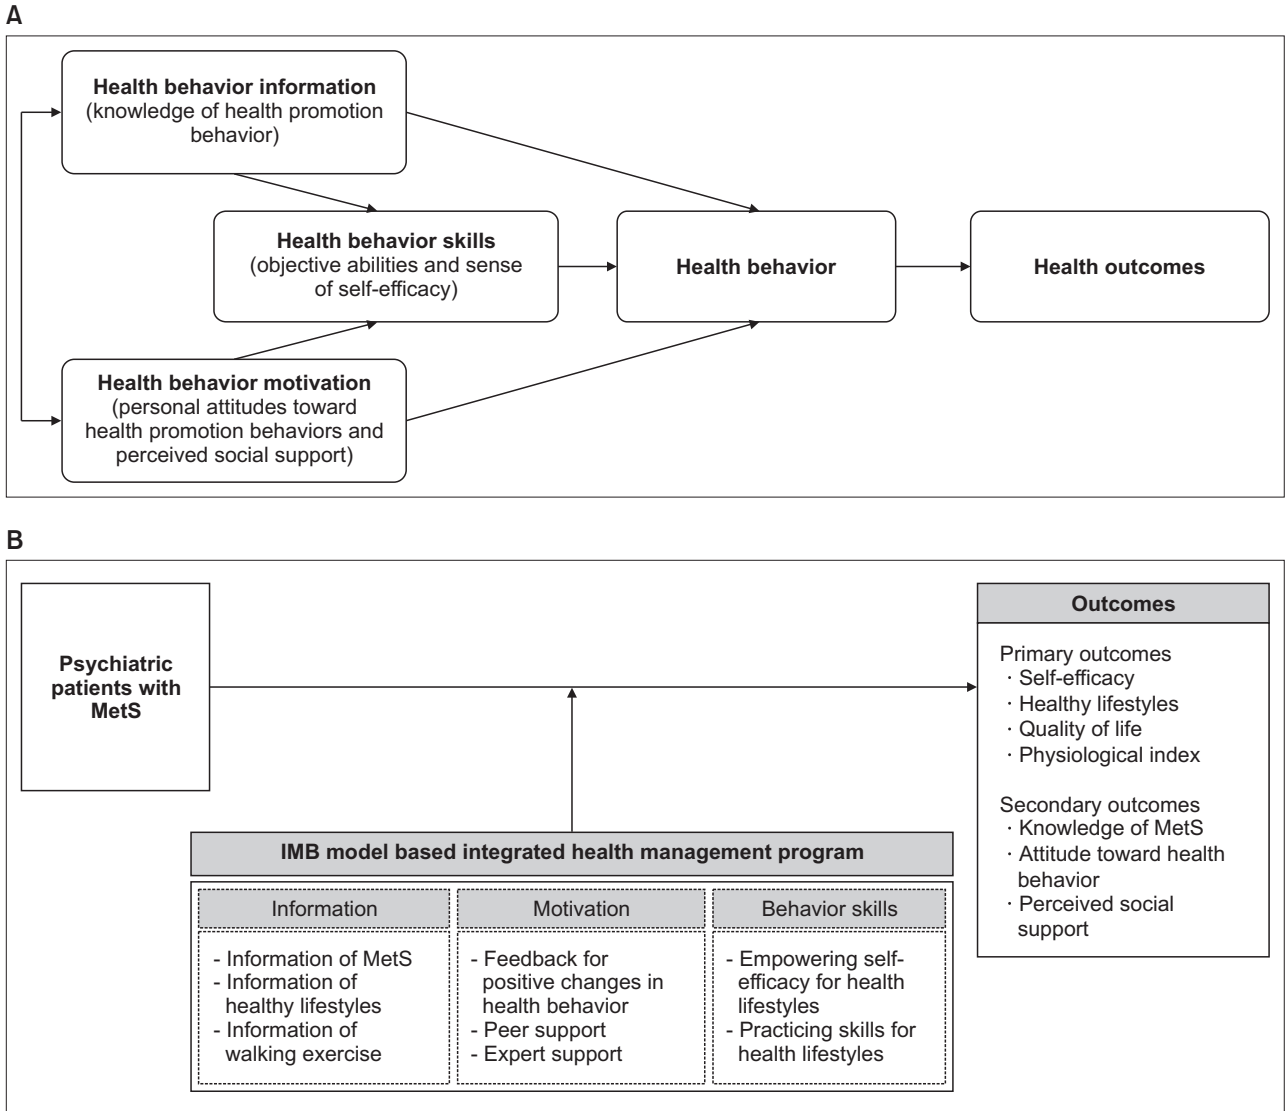 A
Health behavior information
(knowledge of health promotion
behavior)
Health behavior skills
(objective abilities and sense
of self-efficacy)
Health behavior
Health outcomes
Health behavior motivation
(personal attitudes toward
health promotion behaviors and
perceived social support)
B
Psychiatric
patients with
MetS
Outcomes
Primary outcomes
· Self-efficacy
· Healthy lifestyles
· Quality of life
· Physiological index
Secondary outcomes
· Knowledge of MetS
· Attitude toward health
behavior
· Perceived social
support
IMB model based integrated health management program
Information
- Information of MetS
- Information of
healthy lifestyles
- Information of
walking exercise
Motivation
- Feedback for
positive changes in
health behavior
- Peer support
- Expert support
Behavior skills
- Empowering self-
efficacy for health
lifestyles
- Practicing skills for
health lifestyles